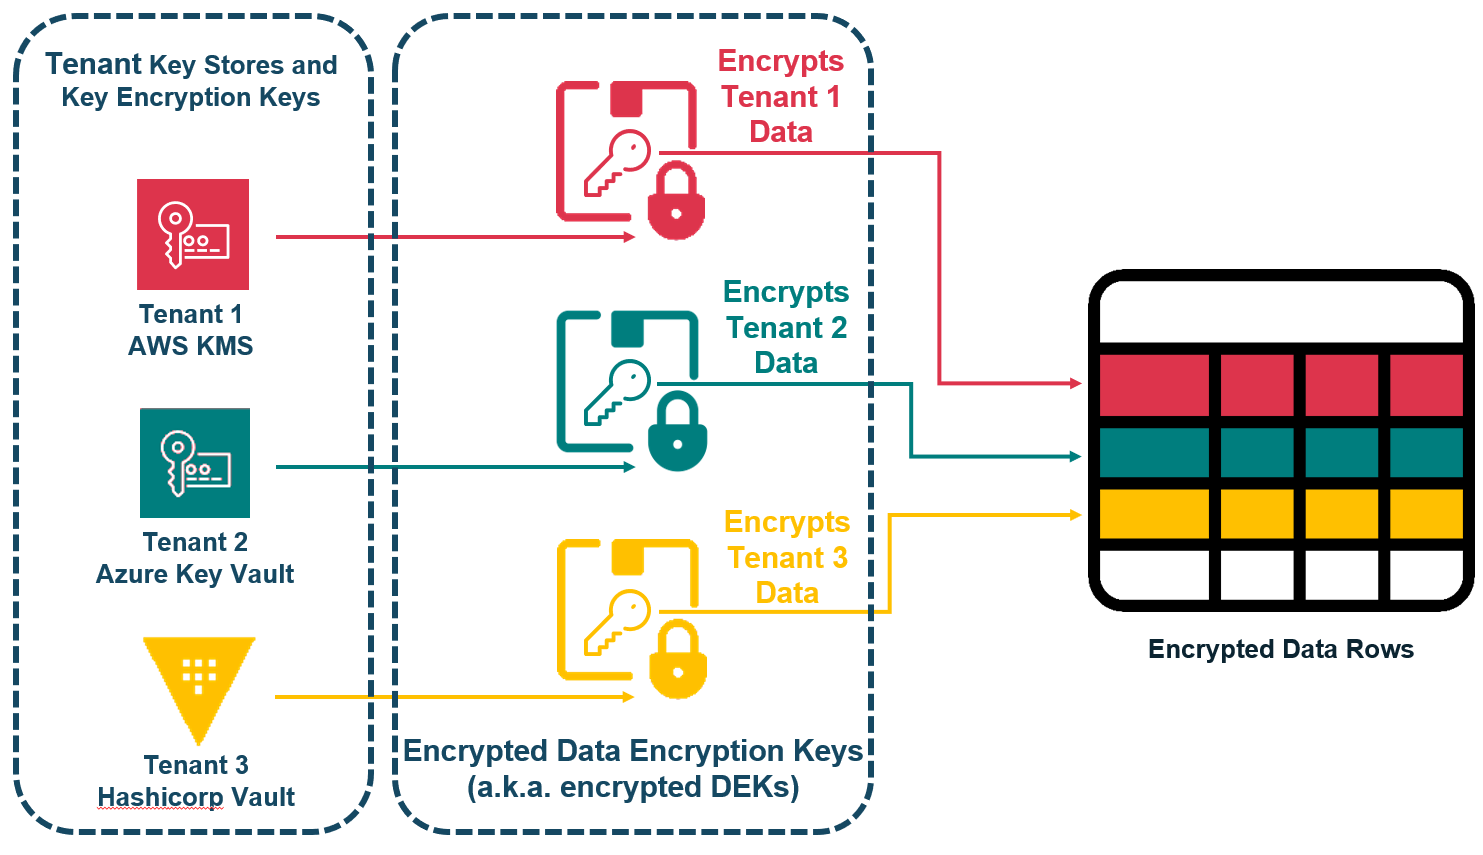 Tenant Key Stores and
Key Encryption Keys
Tenant 1
AWS KMS
Tenant 2
Azure Key Vault
Tenant 3
Hashicorp Vault
Encrypts
Tenant 1
Data
Encrypts
Tenant 2
Data
Encrypts
Tenant 3
Data
Encrypted Data Encryption Keys
(a.k.a. encrypted DEKs)
Encrypted Data Rows